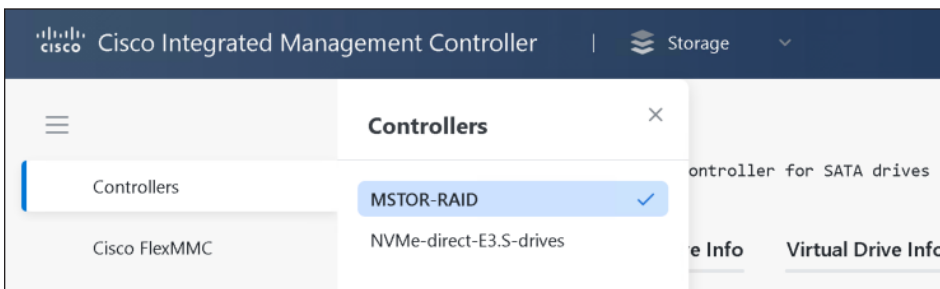 cisco Cisco Integrated Management Controller | Storage
Controllers
Cisco FlexMMC
Controllers
MSTOR-RAID
NVMe-direct-E3.S-drives
ontroller for SATA drives
e Info
Virtual Drive Info